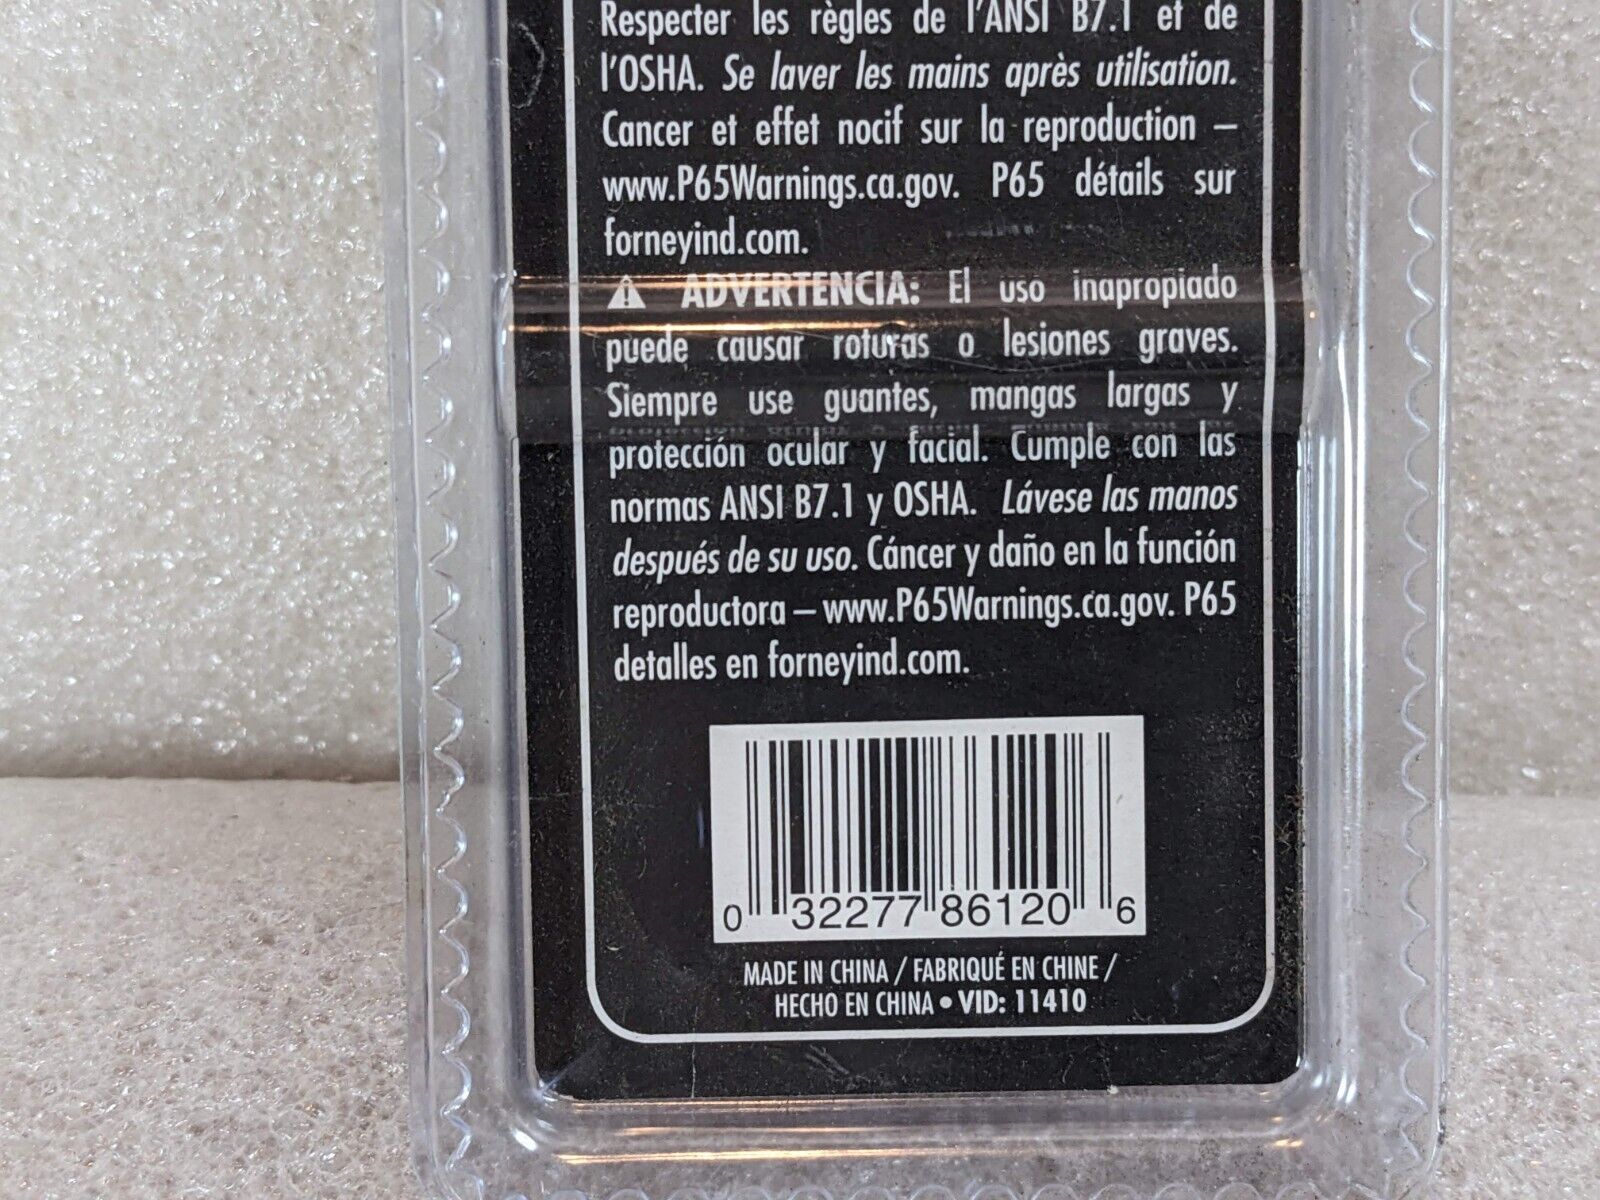 Respecter les règles de l'ANSI B7.1 et de
l'OSHA. Se laver les mains après utilisation.
Cancer et effet nocif sur la reproduction –
www.P65Warnings.ca.gov. P65 détails sur
forneyind.com.
⚠ ADVERTENCIA: El uso inapropiado
puede causar roturas o lesiones graves.
Siempre use guantes, mangas largas y
protección ocular y facial. Cumple con las
normas ANSI B7.1 y OSHA. Lávese las manos
después de su uso. Cáncer y daño en la función
reproductora – www.P65Warnings.ca.gov. P65
detalles en forneyind.com.
0 32277 86120 6
MADE IN CHINA / FABRIQUÉ EN CHINE /
HECHO EN CHINA • VID: 11410